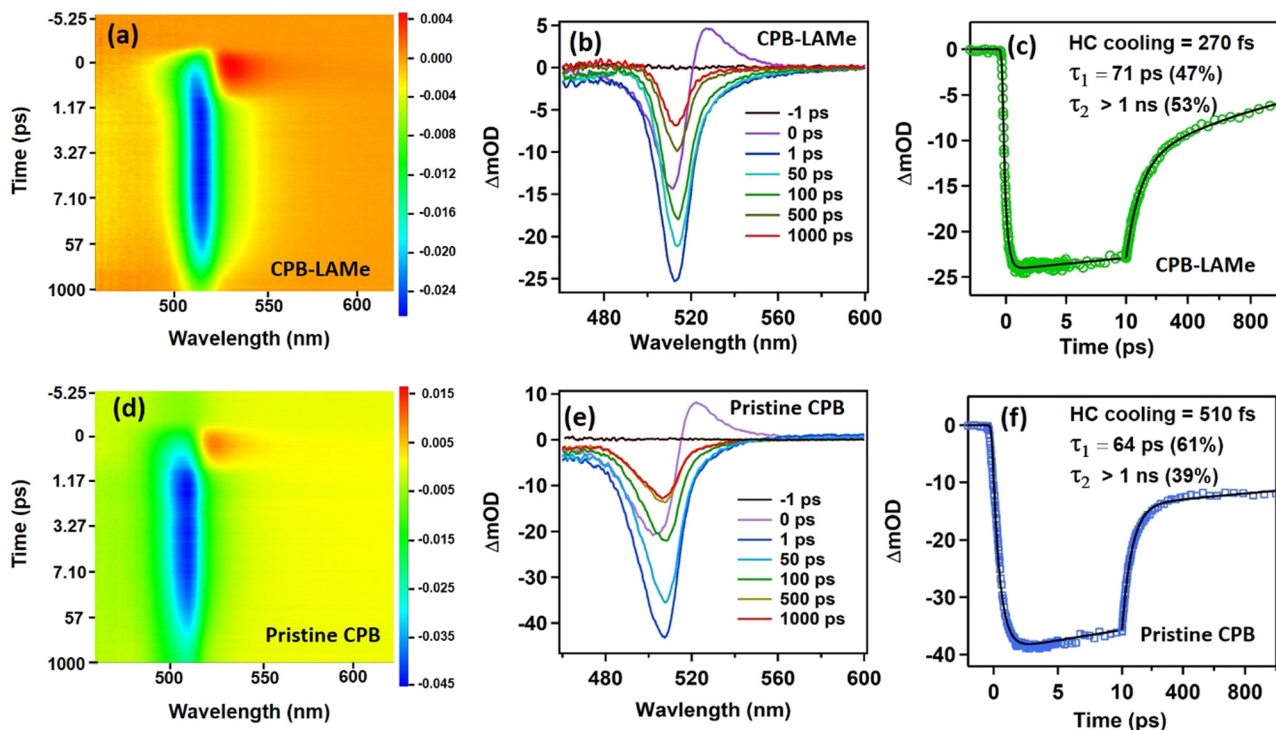 (a)
-5.25
0
1.17
3.27
7.10
57
1000
Time (ps)
500
550
600
Wavelength (nm)
CPB-LAMe
0.004
0.000
-0.004
-0.008
-0.012
-0.016
-0.020
-0.024
(b)
CPB-LAMe
5
0
-5
-10
-15
-20
-25
ΔmOD
-1 ps
0 ps
1 ps
50 ps
100 ps
500 ps
1000 ps
480
520
560
600
Wavelength (nm)
(c)
HC cooling = 270 fs
τ1 = 71 ps (47%)
τ2 > 1 ns (53%)
0
-5
-10
-15
-20
-25
ΔmOD
CPB-LAMe
0
5
10
400
800
Time (ps)
(d)
-5.25
0
1.17
3.27
7.10
57
1000
Time (ps)
500
550
600
Wavelength (nm)
Pristine CPB
0.015
0.005
-0.005
-0.015
-0.025
-0.035
-0.045
(e)
Pristine CPB
10
0
-10
-20
-30
-40
ΔmOD
-1 ps
0 ps
1 ps
50 ps
100 ps
500 ps
1000 ps
480
520
560
600
Wavlength (nm)
(f)
HC cooling = 510 fs
τ1 = 64 ps (61%)
τ2 > 1 ns (39%)
0
-10
-20
-30
-40
ΔmOD
Pristine CPB
0
5
10
400
800
Time (ps)